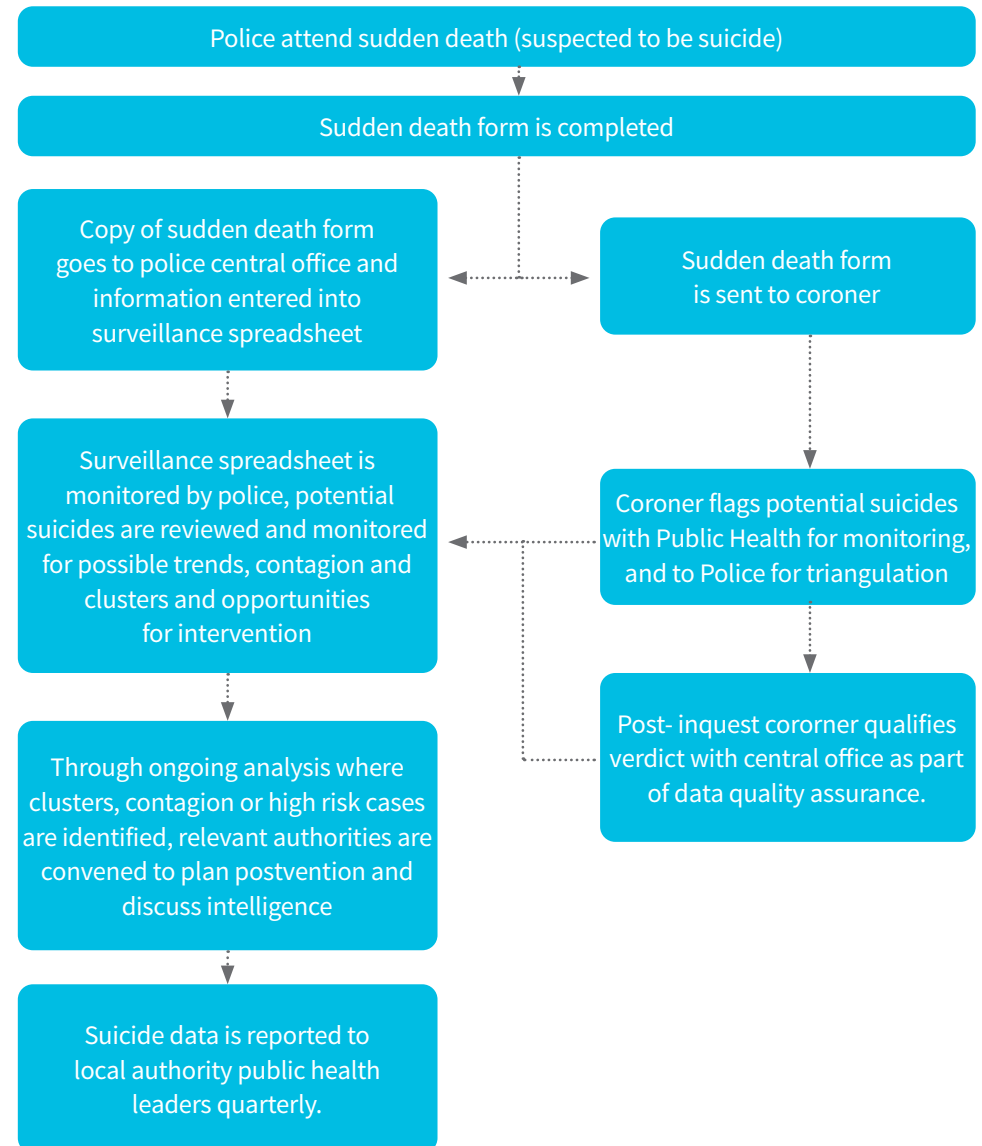 Police attend sudden death (suspected to be suicide)
Sudden death form is completed
Copy of sudden death form
goes to police central office and
information entered into
surveillance spreadsheet
Sudden death form
is sent to coroner
Surveillance spreadsheet is
monitored by police, potential
suicides are reviewed and monitored
for possible trends, contagion and
clusters and opportunities
for intervention
Coroner flags potential suicides
with Public Health for monitoring,
and to Police for triangulation
Post- inquest cororner qualifies
verdict with central office as part
of data quality assurance.
Through ongoing analysis where
clusters, contagion or high risk cases
are identified, relevant authorities are
convened to plan postvention and
discuss intelligence
Suicide data is reported to
local authority public health
leaders quarterly.